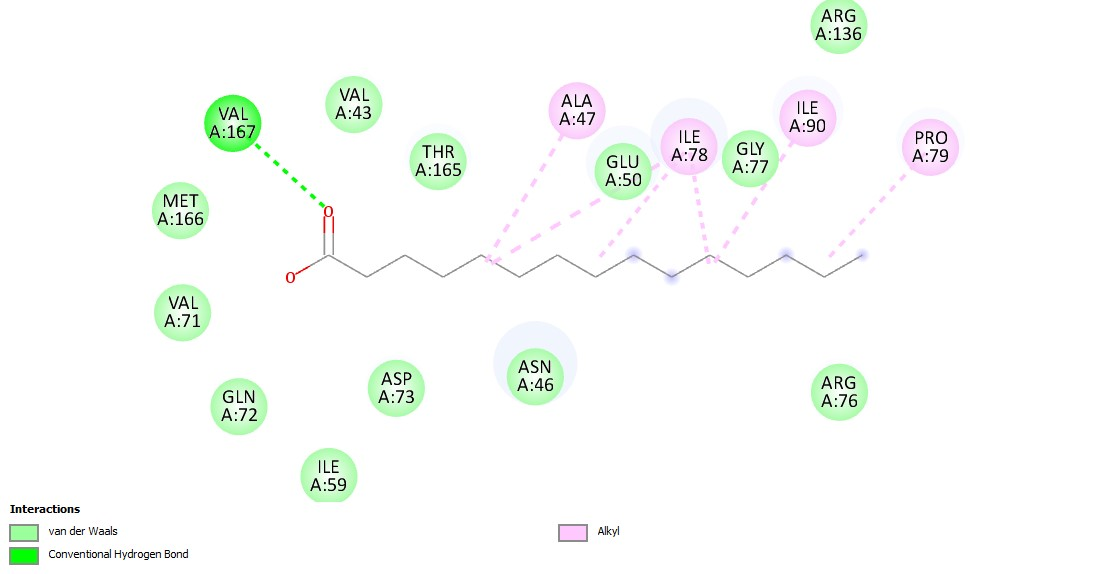 ARG
A:136
VAL
A:43
ALA
A:47
ILE
A:90
VAL
A:167
THR
A:165
GLU
A:50
ILE
A:78
GLY
A:77
PRO
A:79
MET
A:166
O
O
VAL
A:71
GLN
A:72
ASP
A:73
ASN
A:46
ARG
A:76
ILE
A:59
Interactions
van der Waals
Conventional Hydrogen Bond
Alkyl